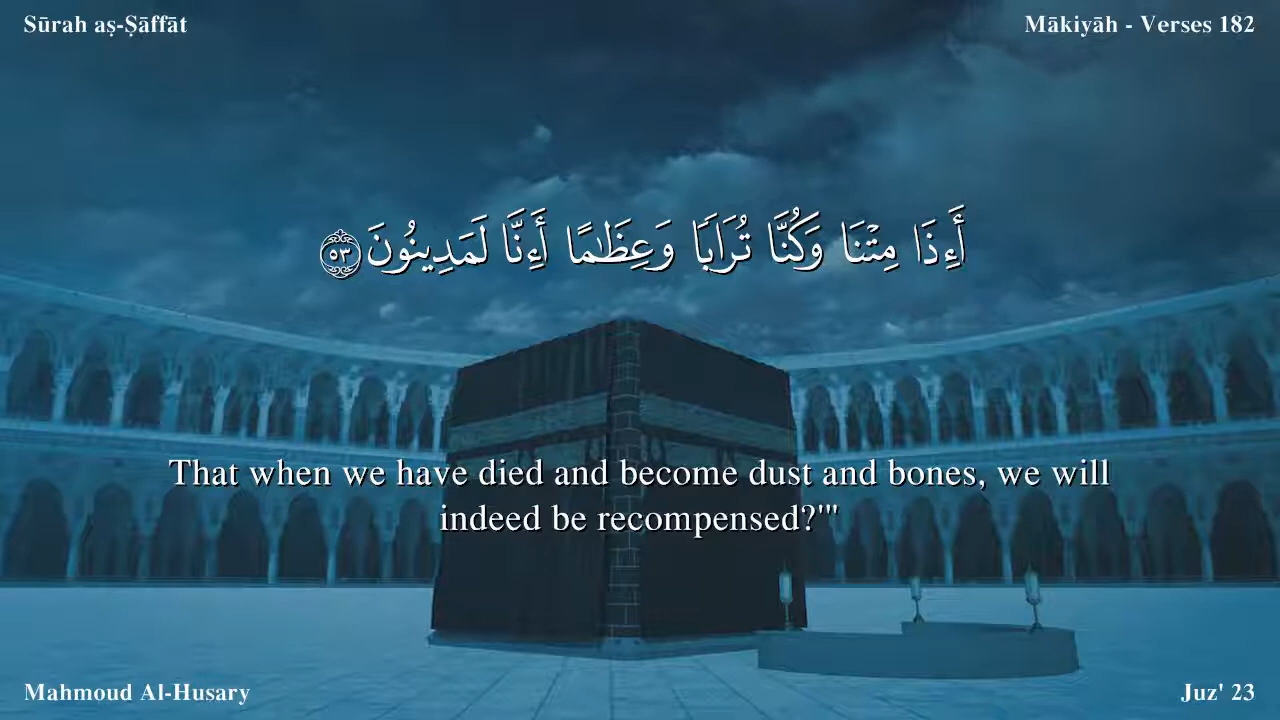 Sūrah aṣ-Ṣāffāt
Mākiyāh - Verses 182
أَءِذَا مِتْنَا وَكُنَّا تُرَابًا وَعِظَٰمًا أَءِنَّا لَمَدِينُونَ ٥٣
That when we have died and become dust and bones, we will
indeed be recompensed?'"
Mahmoud Al-Husary
Juz' 23